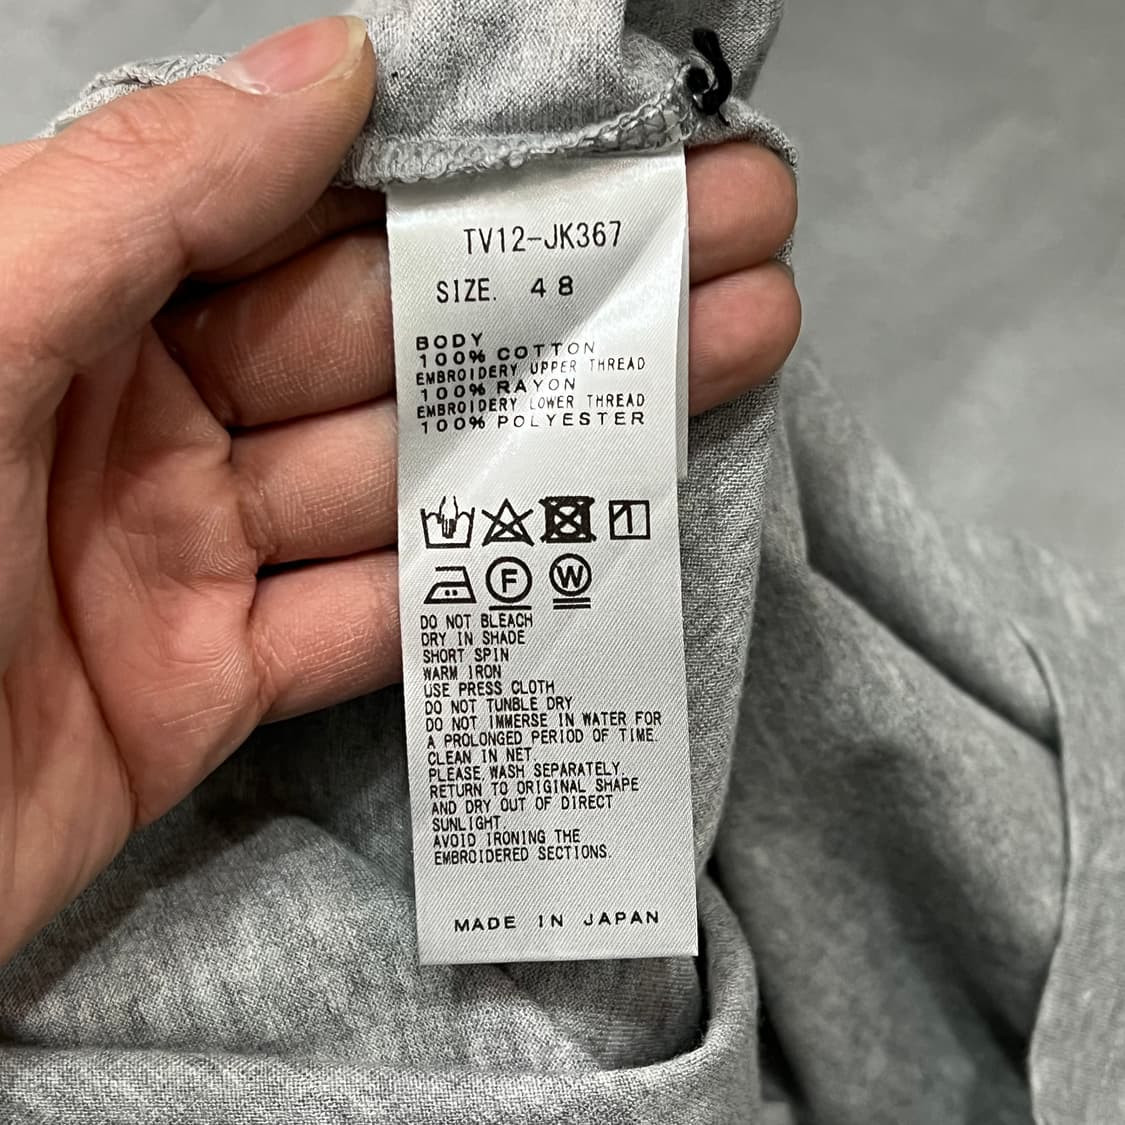 TV12-JK367
SIZE. 48
BODY
100% COTTON
EMBROIDERY UPPER THREAD
100% RAYON
EMBROIDERY LOWER THREAD
100% POLYESTER
F W
DO NOT BLEACH
DRY IN SHADE
SHORT SPIN
WARM IRON
USE PRESS CLOTH
DO NOT TUNBLE DRY
DO NOT IMMERSE IN WATER FOR
A PROLONGED PERIOD OF TIME.
CLEAN IN NET.
PLEASE WASH SEPARATELY.
RETURN TO ORIGINAL SHAPE
AND DRY OUT OF DIRECT
SUNLIGHT
AVOID IRONING THE
EMBROIDERED SECTIONS.
MADE IN JAPAN